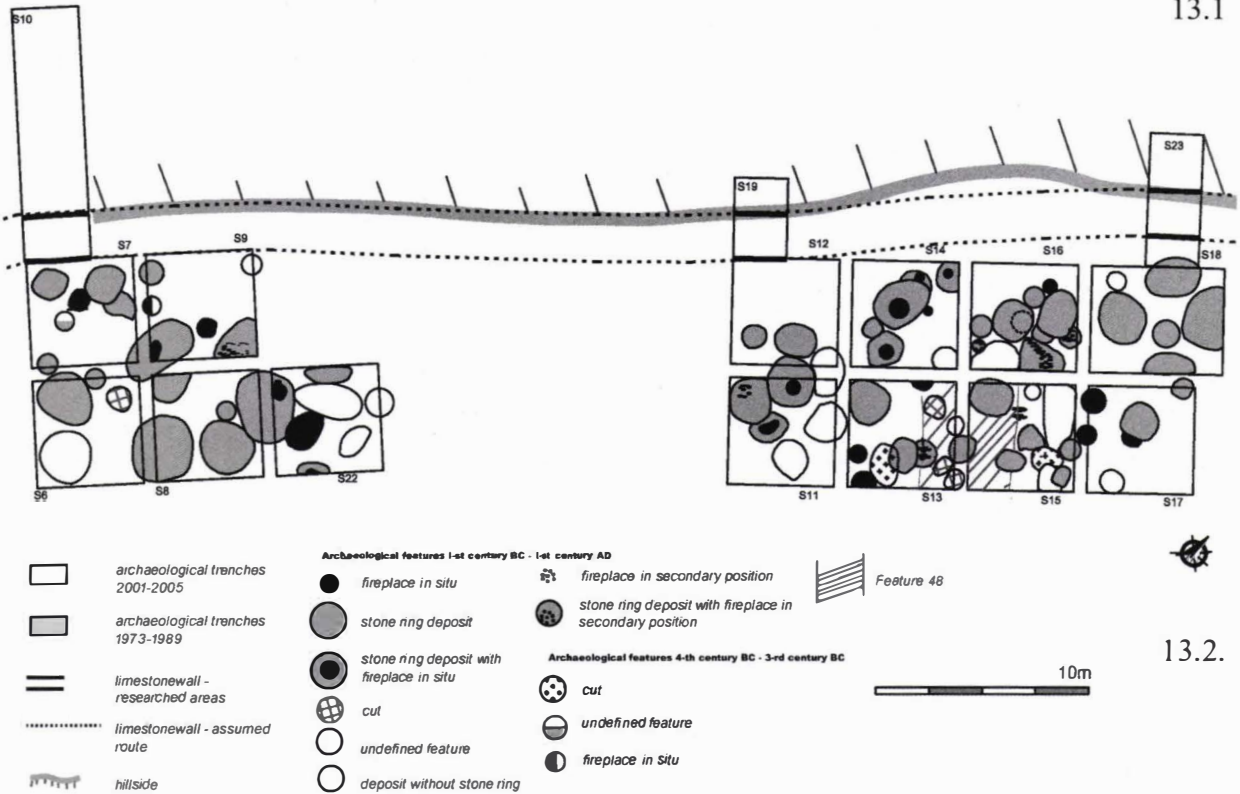 13.1
S10
S23
S19
S7
S9
S12
S14
S16
S18
S6
S8
S22
S11
S13
S15
S17
archaeological trenches
2001-2005
archaeological trenches
1973-1989
limestonewall -
researched areas
limestonewall - assumed
route
hillside
Archaeological features I-st century BC - I-st century AD
fireplace in situ
stone ring deposit
stone ring deposit with
fireplace in situ
cut
undefined feature
deposit without stone ring
fireplace in secondary position
stone ring deposit with fireplace in
secondary position
Archaeological features 4-th century BC - 3-rd century BC
cut
undefined feature
fireplace in Situ
Feature 48
13.2.
10m